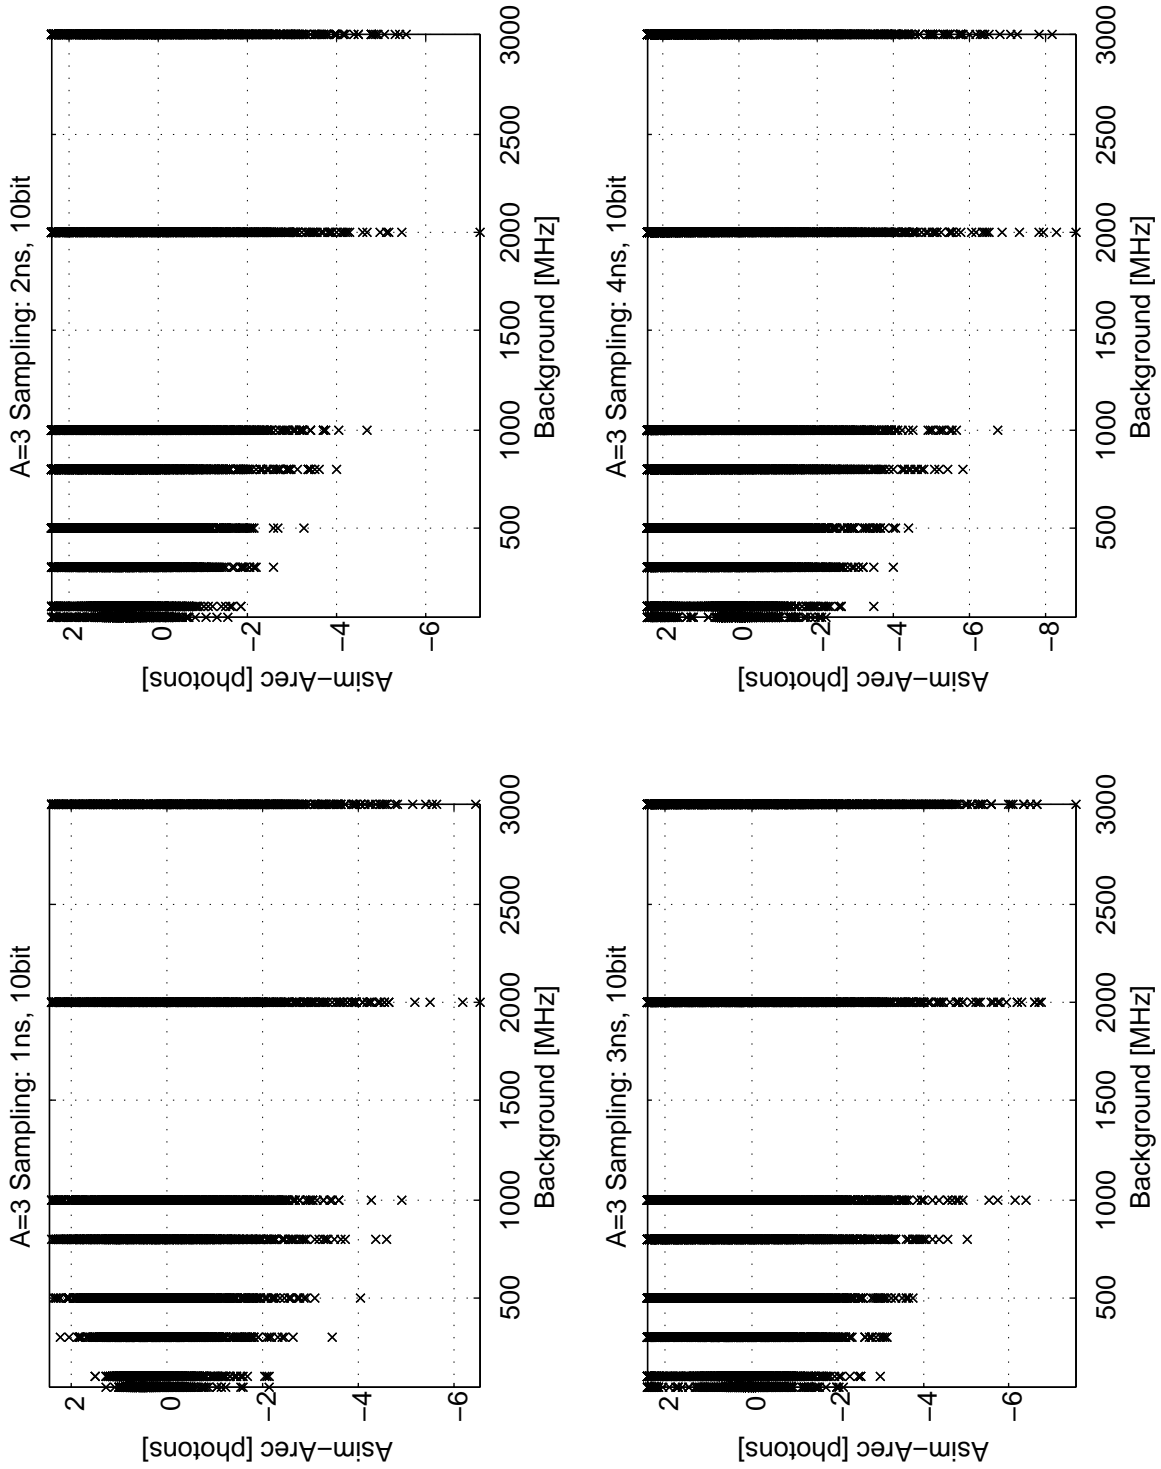 A=3 Sampling: 1ns, 10bit
Asim−Arec [photons]
2
0
−2
−4
−6
500 1000 1500 2000 2500 3000
Background [MHz]
A=3 Sampling: 2ns, 10bit
Asim−Arec [photons]
2
0
−2
−4
−6
500 1000 1500 2000 2500 3000
Background [MHz]
A=3 Sampling: 3ns, 10bit
Asim−Arec [photons]
2
0
−2
−4
−6
500 1000 1500 2000 2500 3000
Background [MHz]
A=3 Sampling: 4ns, 10bit
Asim−Arec [photons]
2
0
−2
−4
−6
−8
500 1000 1500 2000 2500 3000
Background [MHz]